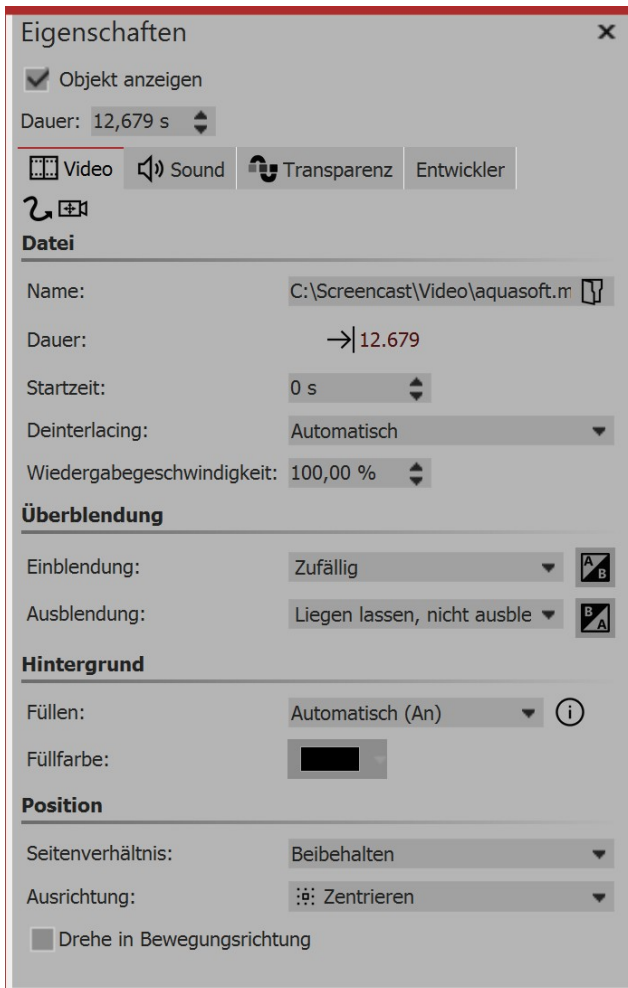 Eigenschaften
Objekt anzeigen
Dauer: 12,679 s
Video Sound Transparenz Entwickler
Datei
Name: C:\Screencast\Video\aquasoft.m
Dauer: 12.679
Startzeit: 0 s
Deinterlacing: Automatisch
Wiedergabegeschwindigkeit: 100,00 %
Überblendung
Einblendung: Zufällig A B
Ausblendung: Liegen lassen, nicht ausble B A
Hintergrund
Füllen: Automatisch (An) i
Füllfarbe:
Position
Seitenverhältnis: Beibehalten
Ausrichtung: Zentrieren
Drehe in Bewegungsrichtung